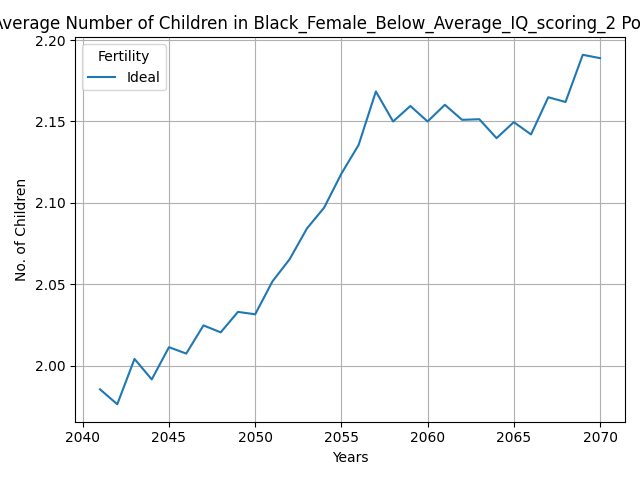 Average Number of Children in Black_Female_Below_Average_IQ_scoring_2 Po
Fertility
Ideal
2.20
2.15
2.10
2.05
2.00
No. of Children
2040 2045 2050 2055 2060 2065 2070
Years